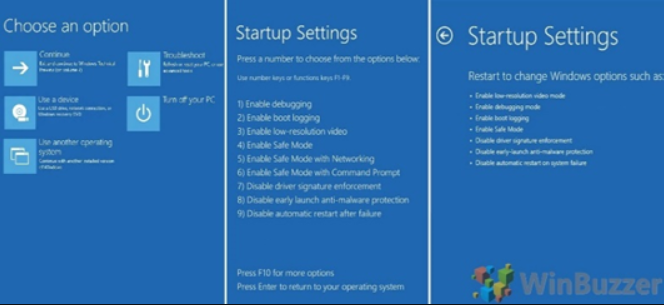 Choose an option
Continue
Troubleshoot
Use a device
Turn off your PC
Use another operating
system
Startup Settings
Press a number to choose from the options below:
Use number keys or functions keys F1-F9.
1) Enable debugging
2) Enable boot logging
3) Enable low-resolution video
4) Enable Safe Mode
5) Enable Safe Mode with Networking
6) Enable Safe Mode with Command Prompt
7) Disable driver signature enforcement
8) Disable early launch anti-malware protection
9) Disable automatic restart after failure
Press F10 for more options
Press Enter to return to your operating system
Startup Settings
Restart to change Windows options such as:
• Enable low-resolution video mode
• Enable debugging mode
• Enable boot logging
• Enable Safe Mode
• Disable driver signature enforcement
• Disable early-launch anti-malware protection
• Disable automatic restart on system failure
WinBuzzer